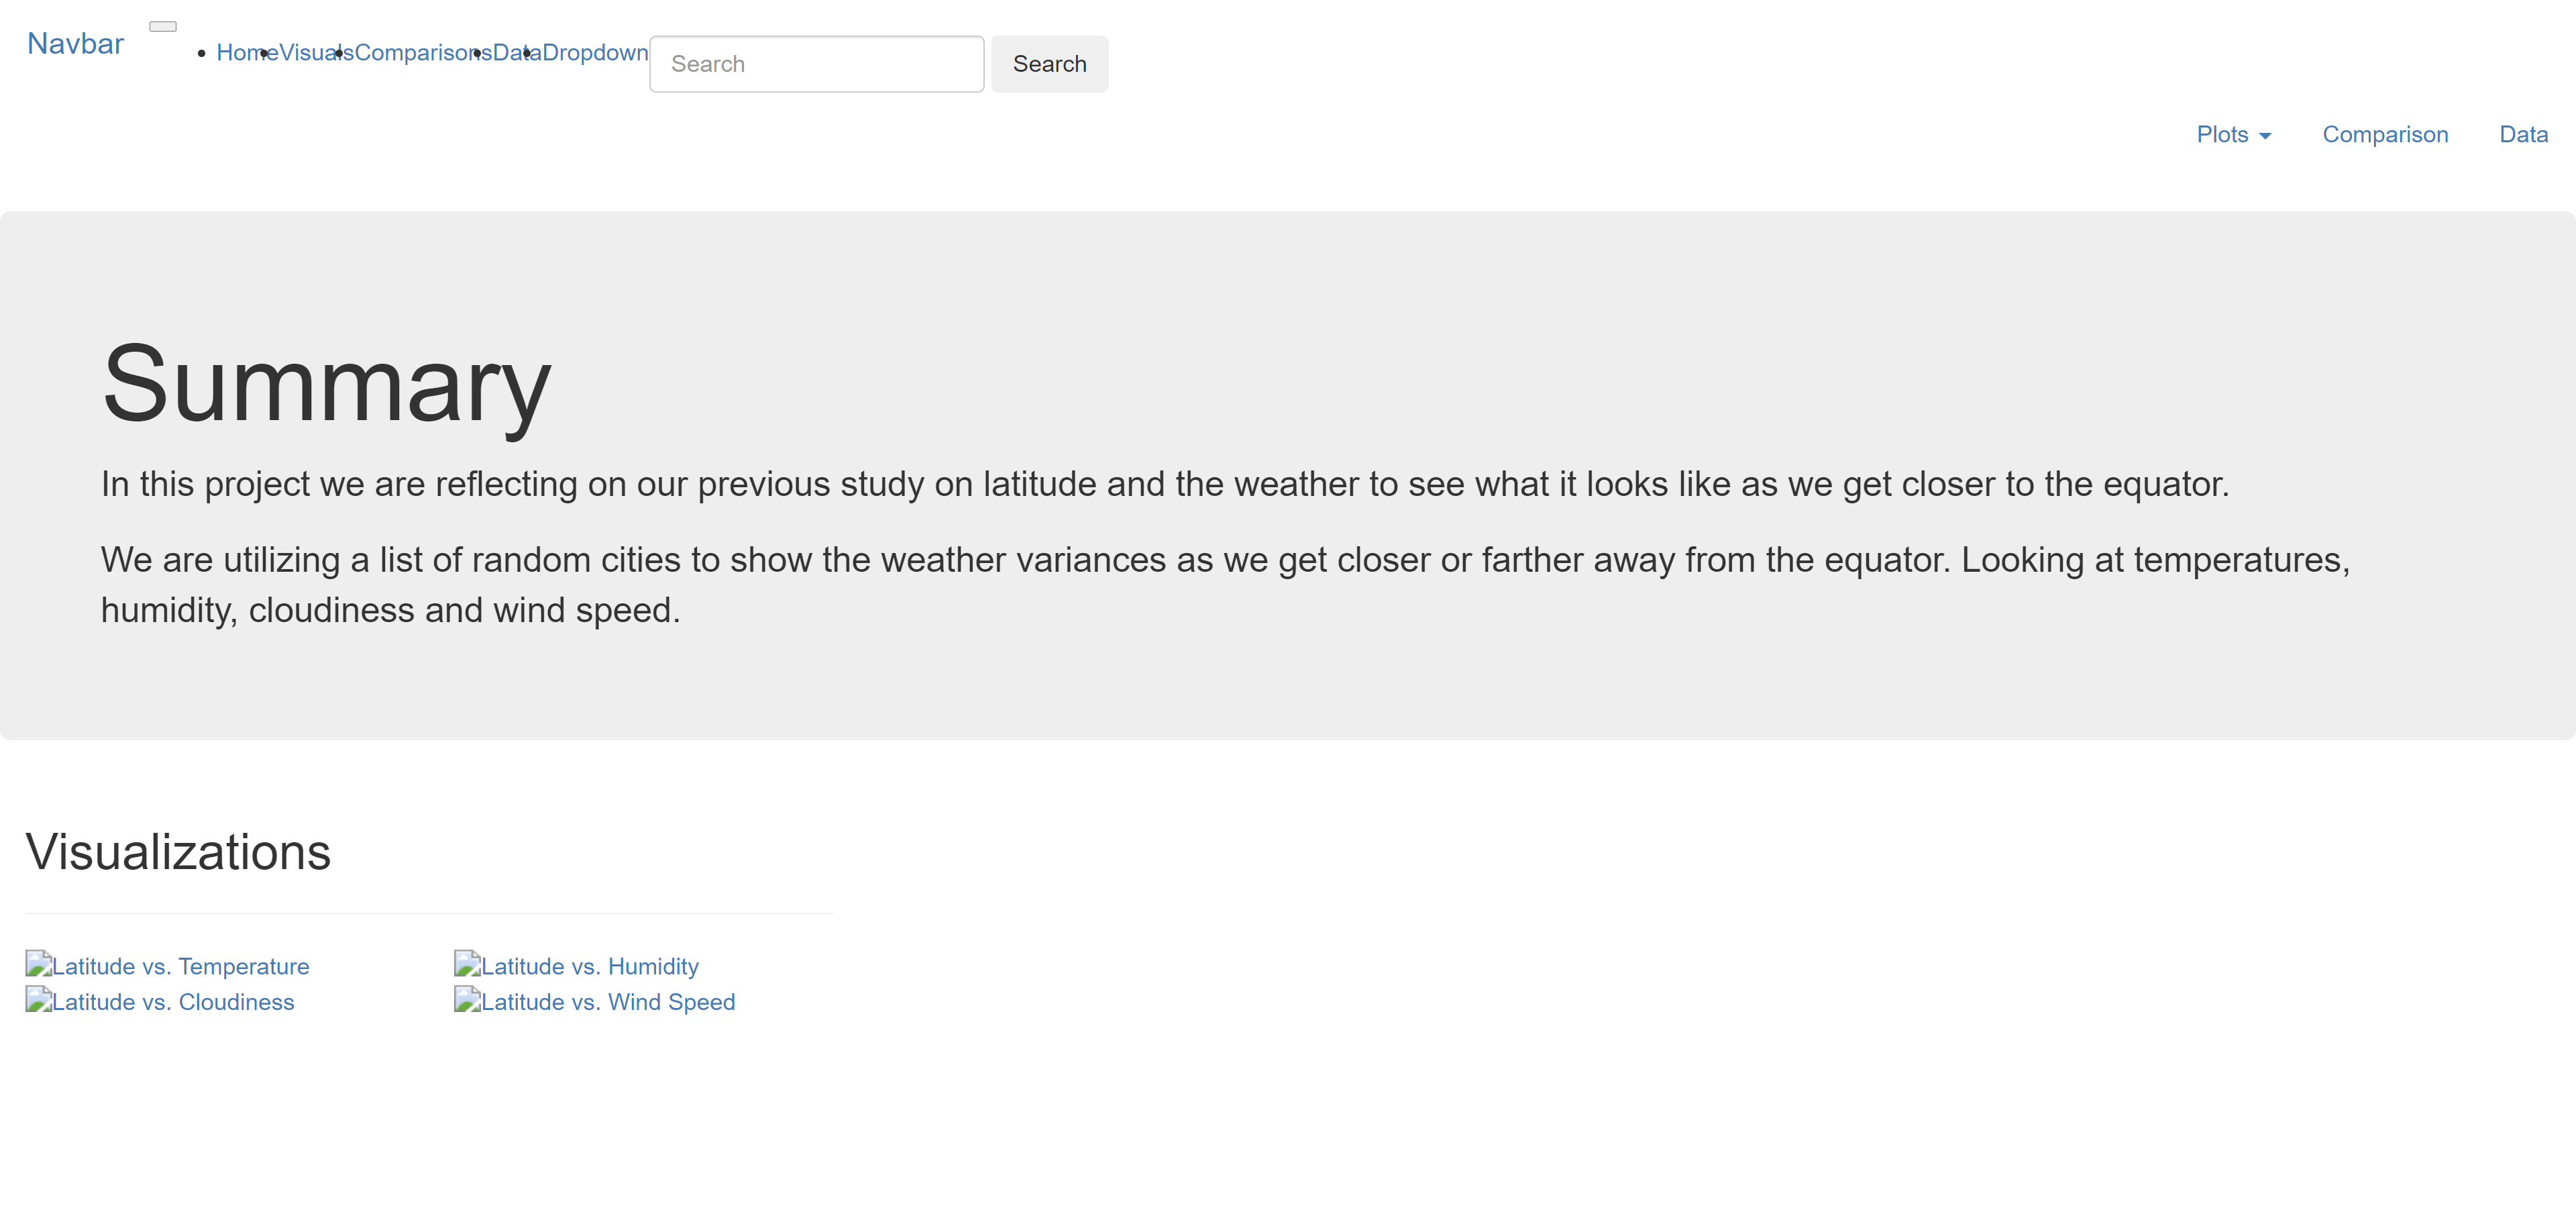 Navbar
Home Visuals Comparisons Data Dropdown Search Search
Plots Comparison Data
Summary
In this project we are reflecting on our previous study on latitude and the weather to see what it looks like as we get closer to the equator.
We are utilizing a list of random cities to show the weather variances as we get closer or farther away from the equator. Looking at temperatures,
humidity, cloudiness and wind speed.
Visualizations
Latitude vs. Temperature
Latitude vs. Humidity
Latitude vs. Cloudiness
Latitude vs. Wind Speed